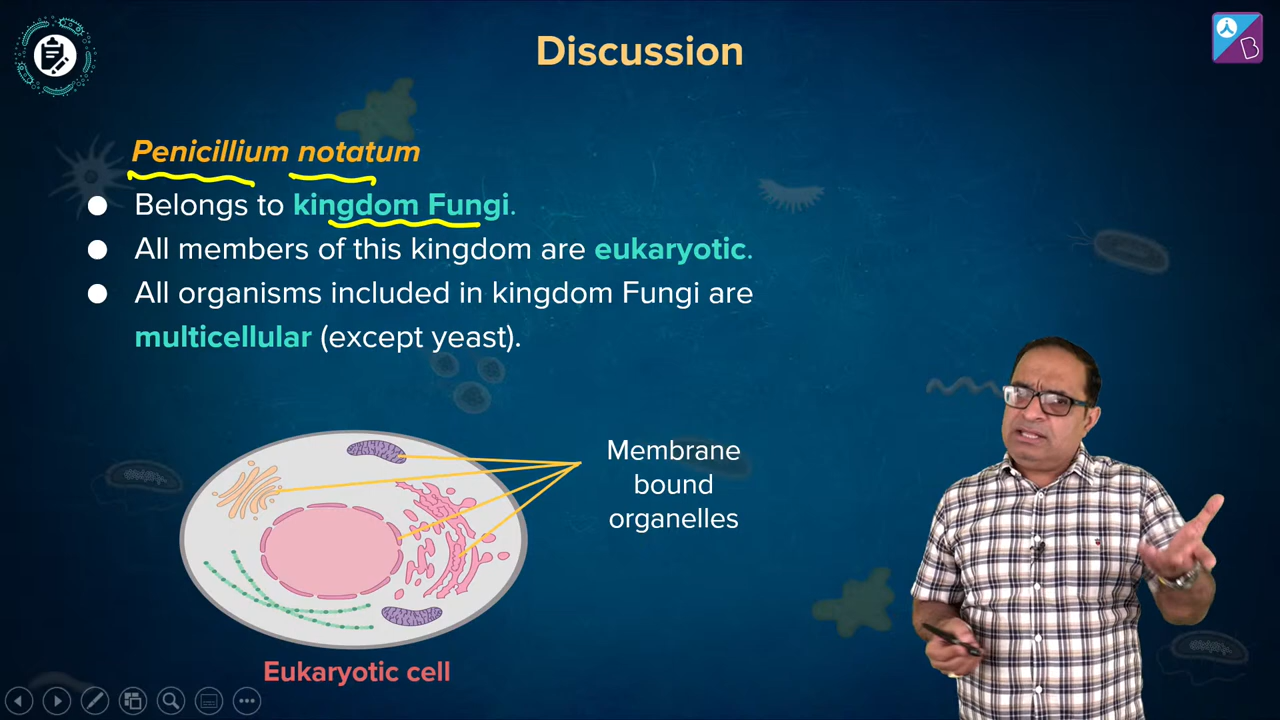 Discussion
Penicillium notatum
● Belongs to kingdom Fungi.
● All members of this kingdom are eukaryotic.
● All organisms included in kingdom Fungi are
multicellular (except yeast).
Membrane
bound
organelles
Eukaryotic cell
B